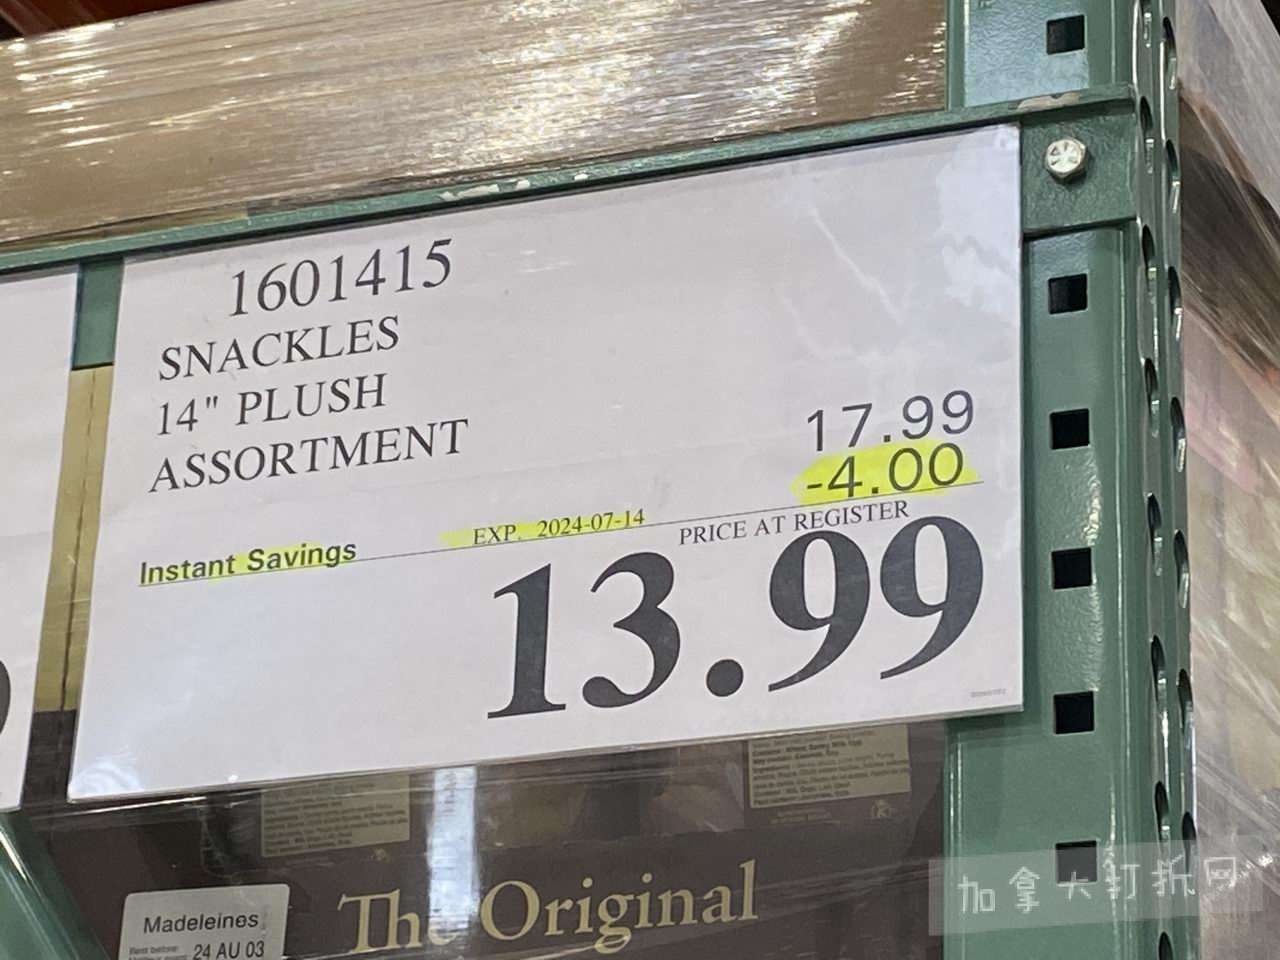 1601415
SNACKLES
14" PLUSH
ASSORTMENT
17.99
-4.00
Instant Savings
EXP. 2024-07-14
PRICE AT REGISTER
13.99
The Original
Madeleines
24 AU 03
加拿大打折网